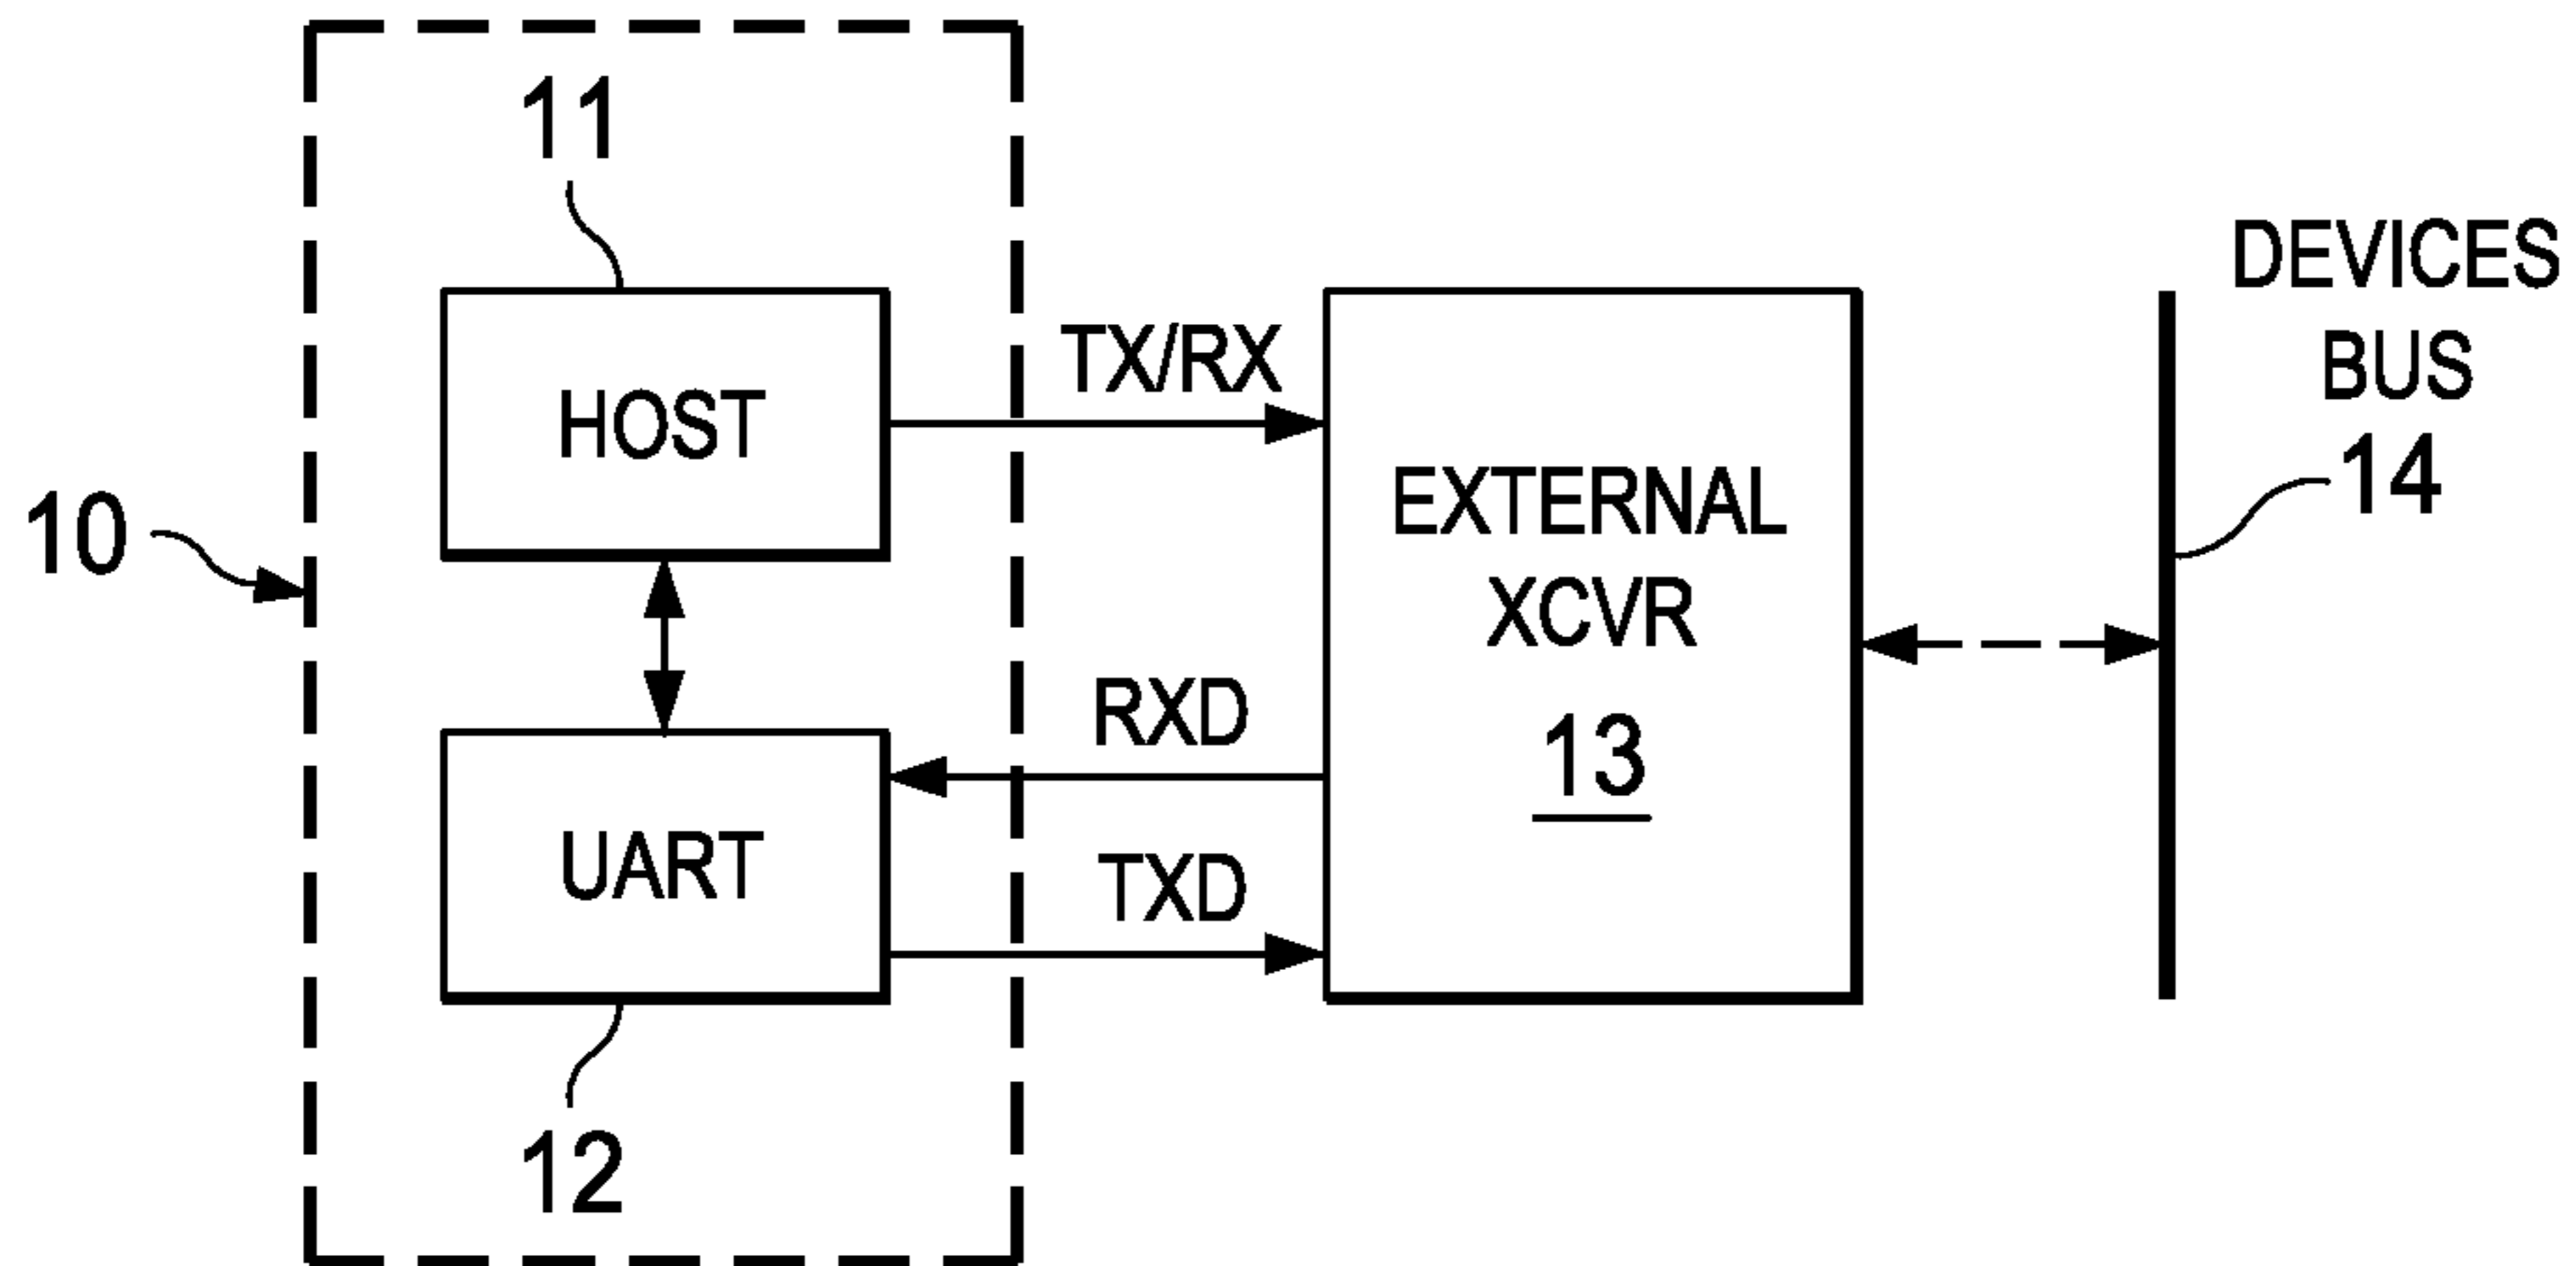 11
HOST
10
UART
12
TX/RX
RXD
TXD
EXTERNAL
XCVR
13
DEVICES
BUS
14